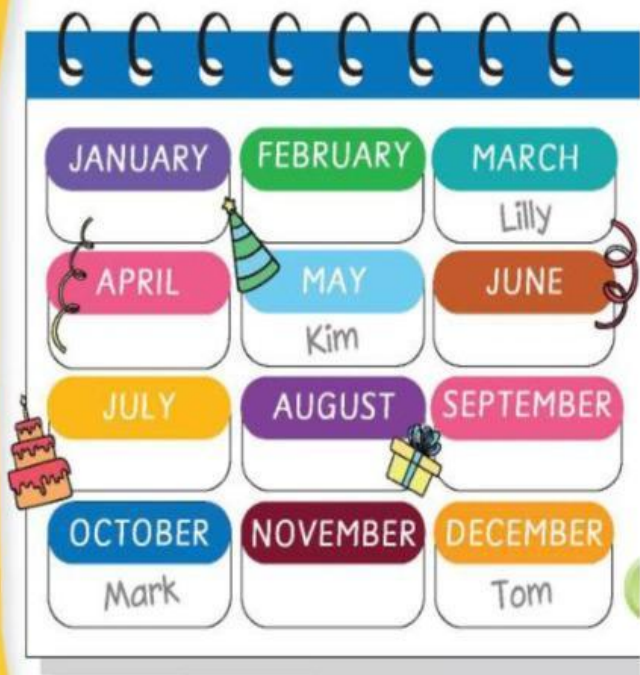 JANUARY FEBRUARY MARCH
Lilly
APRIL MAY JUNE
Kim
JULY AUGUST SEPTEMBER
OCTOBER NOVEMBER DECEMBER
Mark Tom